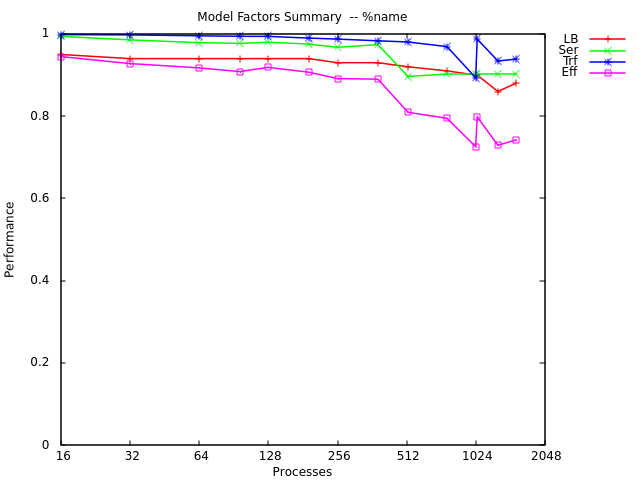 Model Factors Summary -- %name
LB
Ser
Trf
Eff
1
0.8
0.6
0.4
0.2
0
Performance
16 32 64 128 256 512 1024 2048
Processes